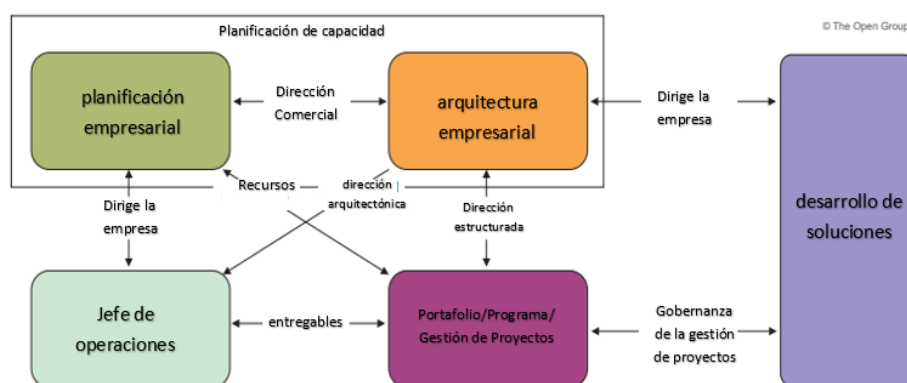 Planificación de capacidad
© The Open Group
planificación
empresarial
Dirección
Comercial
arquitectura
empresarial
Dirige la
empresa
Recursos
dirección
arquitectónica
Dirige la
empresa
Dirección
estructurada
desarrollo de
soluciones
Jefe de
operaciones
entregables
Portafolio/Programa/
Gestión de Proyectos
Gobernanza
de la gestión
de proyectos